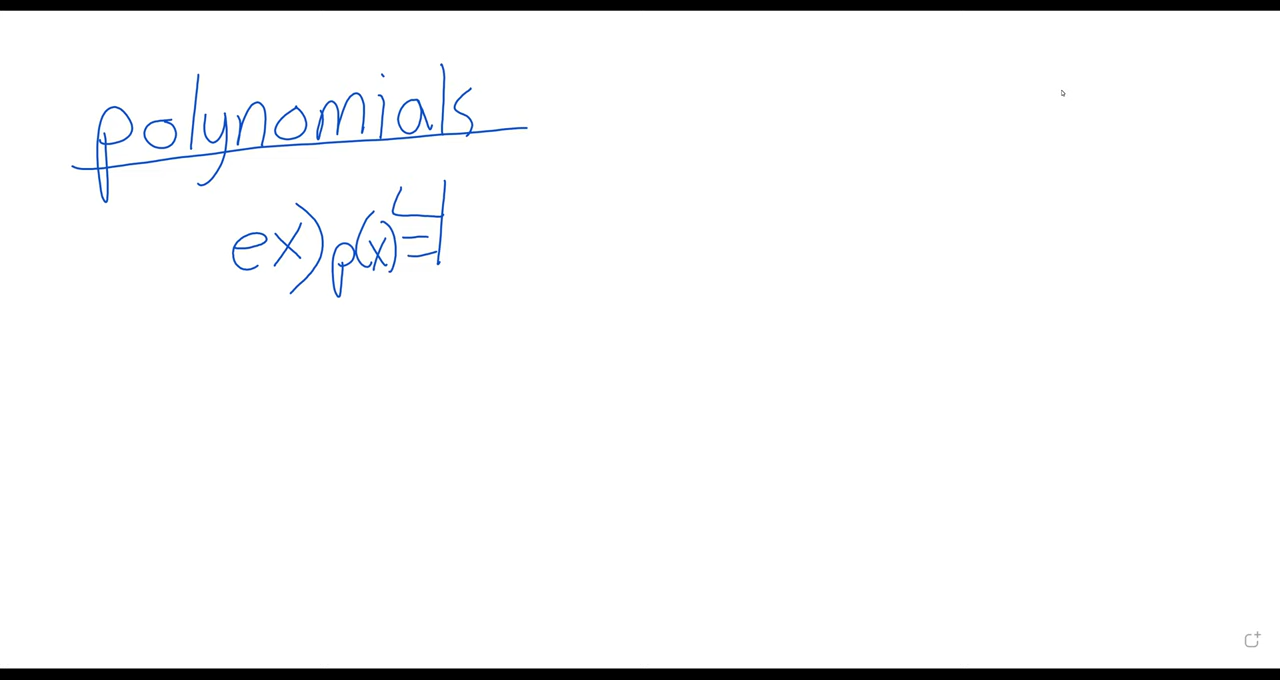 polynomials
ex) p(x) = 4